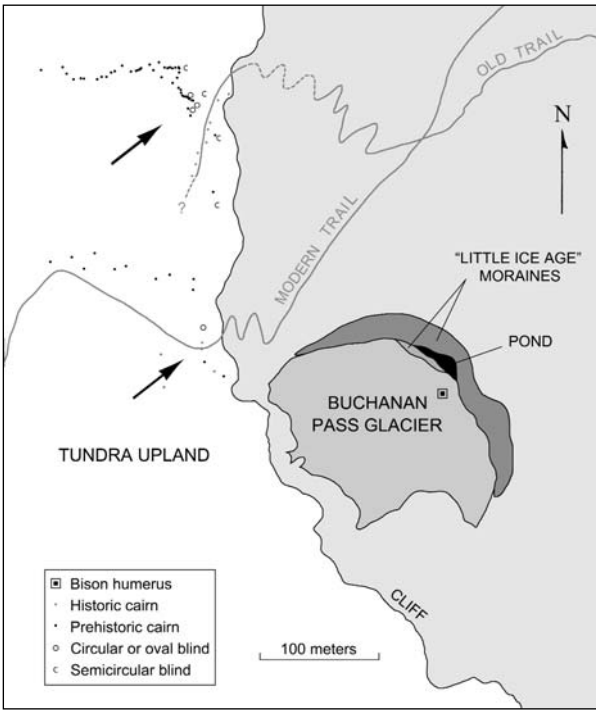 OLD TRAIL
N
?
MODERN TRAIL
"LITTLE ICE AGE"
MORAINES
POND
BUCHANAN
PASS GLACIER
TUNDRA UPLAND
Bison humerus
Historic cairn
Prehistoric cairn
Circular or oval blind
Semicircular blind
100 meters
CLIFF